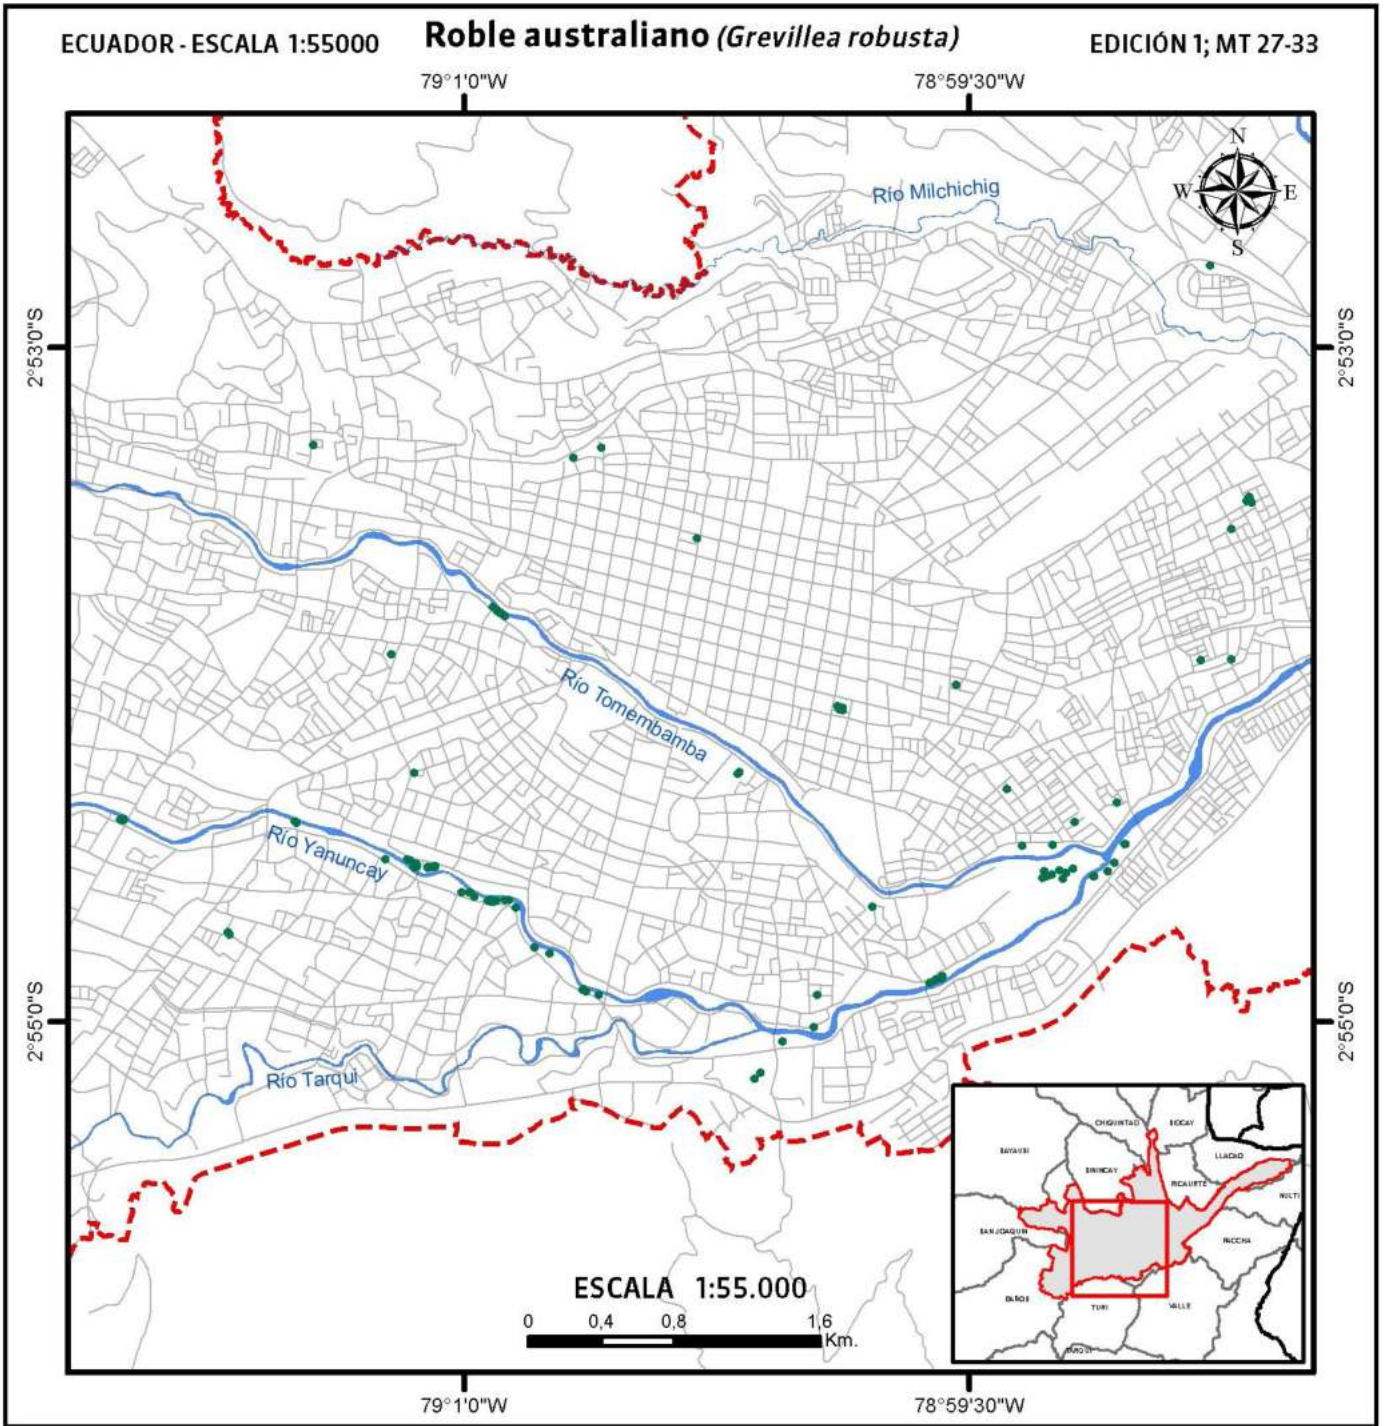 ECUADOR - ESCALA 1:55000
Roble australiano (Grevillea robusta)
EDICIÓN 1; MT 27-33
79°1'0"W
78°59'30"W
N
W
E
S
Río Milchichig
2°53'0"S
2°53'0"S
Río Tomembamba
Río Yanuncay
2°55'0"S
2°55'0"S
Río Tarqui
CHIQUINTAD
SAYAUSI
SININCAY
LLACAO
RICAURTE
NULTI
SAN JOAQUIN
PACCHA
BAÑOS
TURI
VALLE
TARQUI
ESCALA 1:55.000
0
0,4
0,8
1,6
Km.
79°1'0"W
78°59'30"W